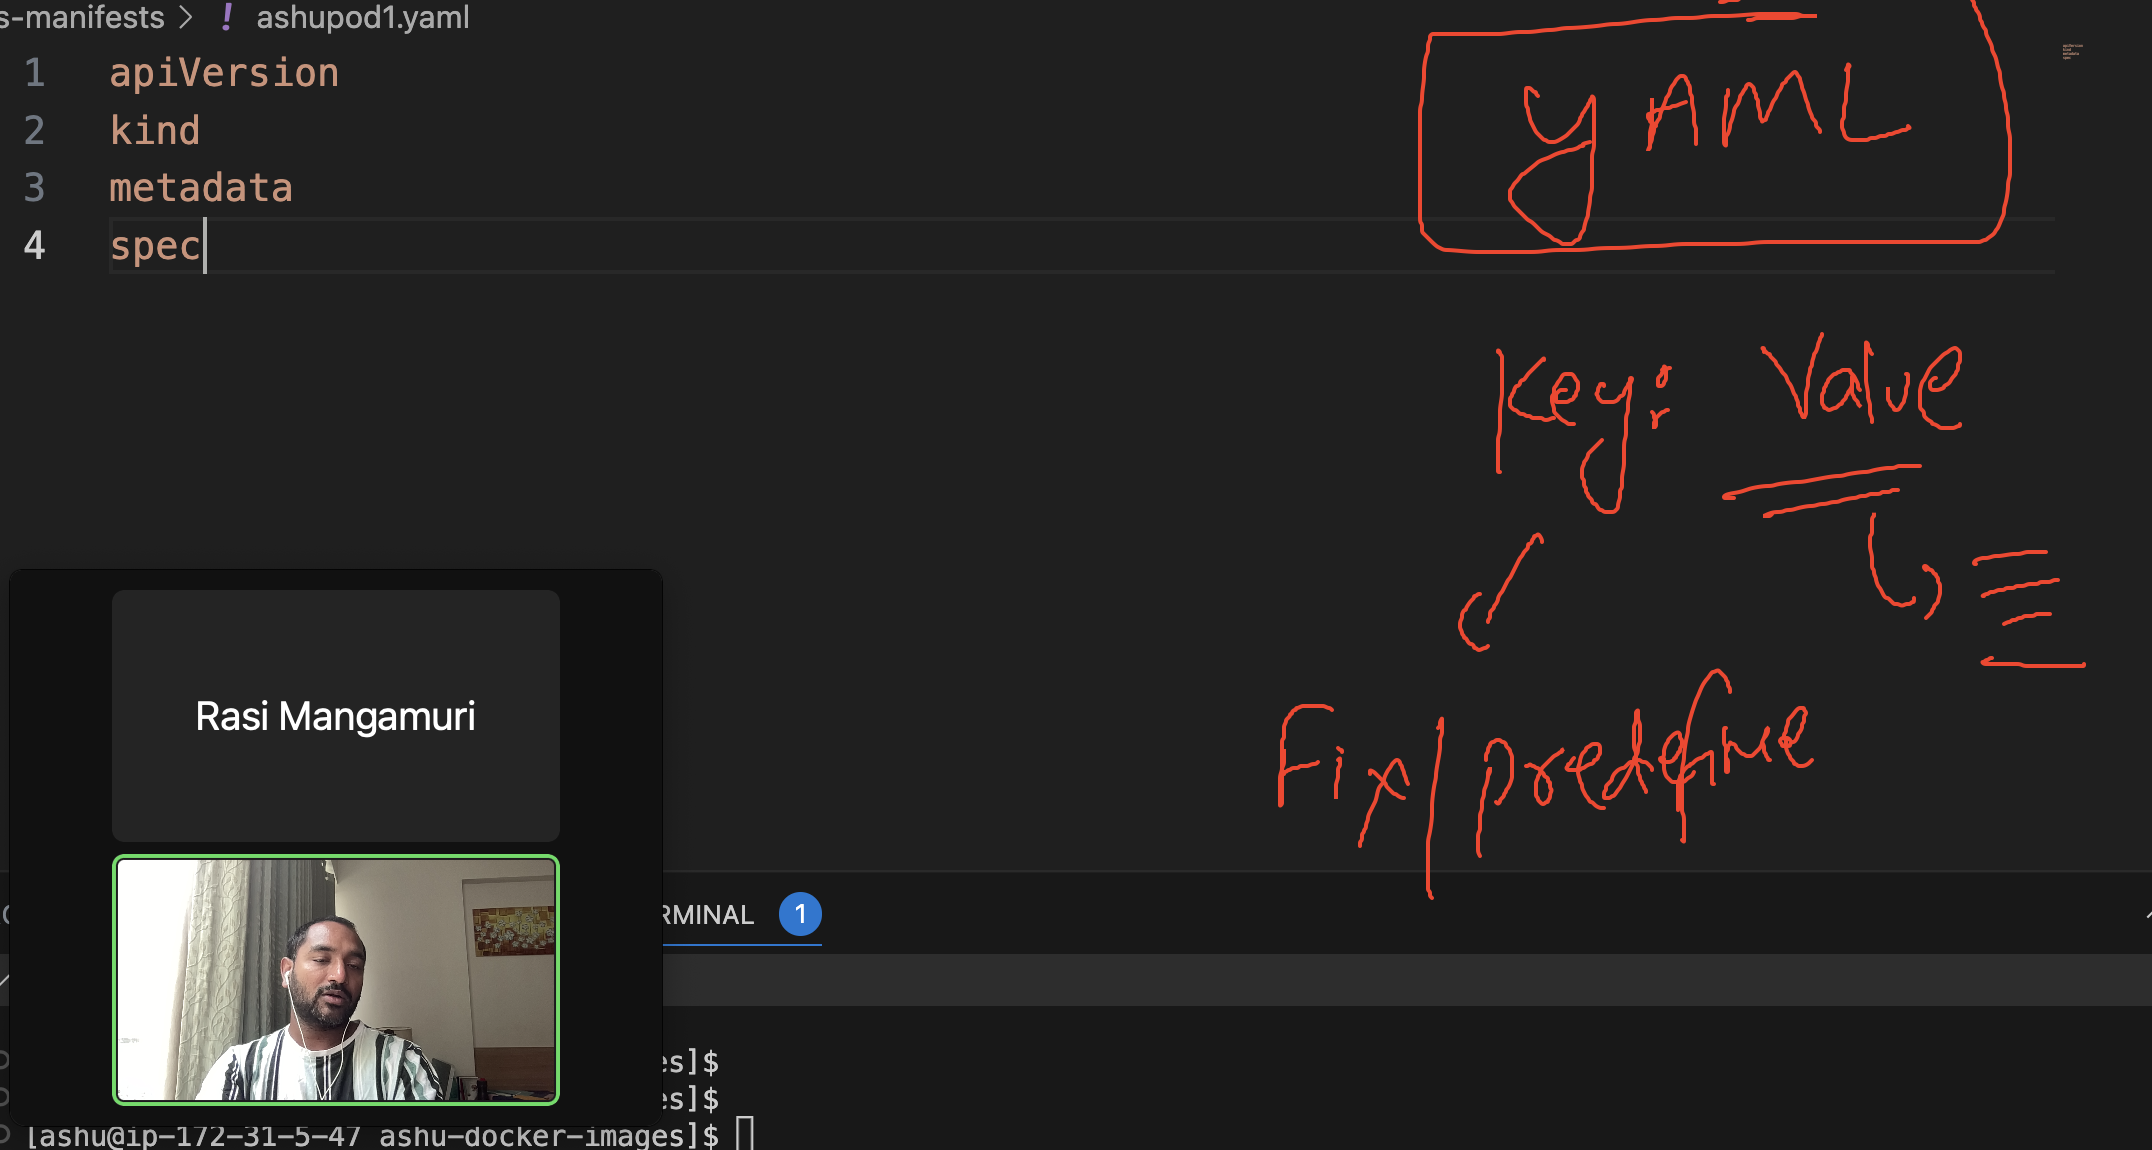 s-manifests > ! ashupod1.yaml
1 apiVersion
2 kind
3 metadata
4 spec
yAML
Key: Value
Fix/predefine
Rasi Mangamuri
RMINAL 1
es]$
es]$
[ashu@ip-172-31-5-47 ashu-docker-images]$